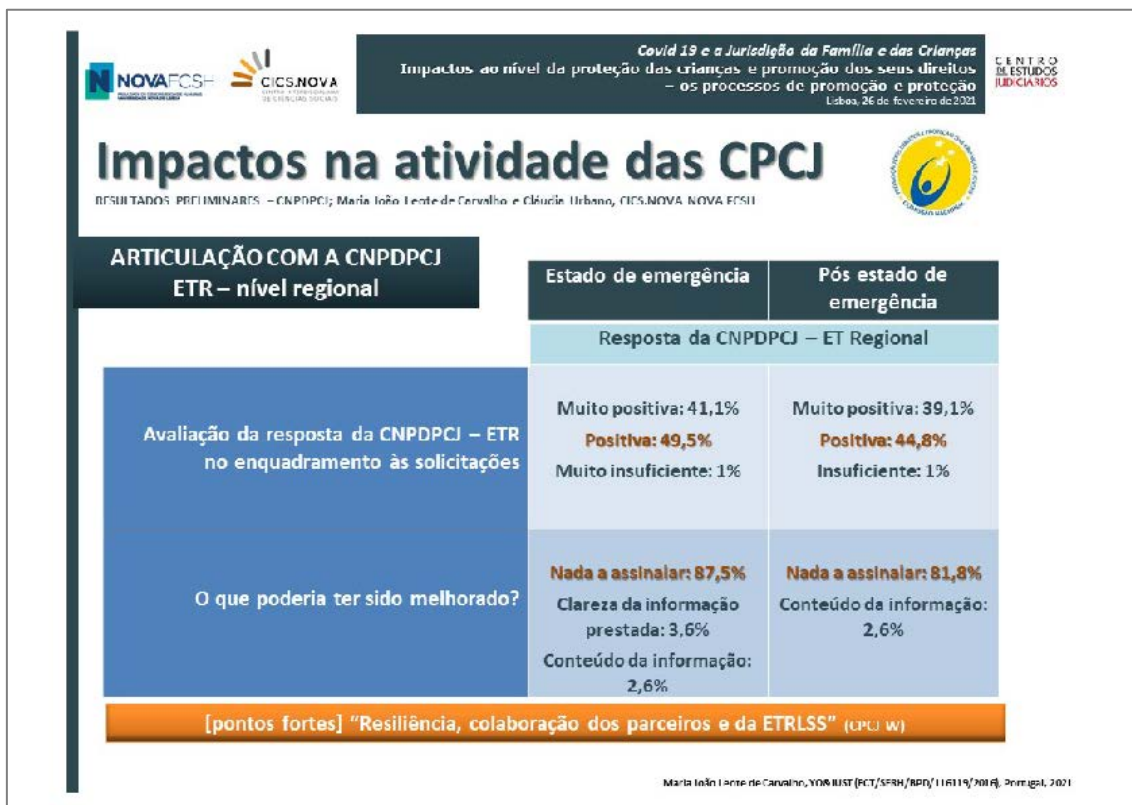 NOVAFCSH
CICS.NOVA
Covid 19 e a Jurisdição da Família e das Crianças
Impactos ao nível da proteção das crianças e promoção dos seus direitos
– os processos de promoção e proteção
Lisboa, 26 de fevereiro de 2021
CENTRO
DE ESTUDOS
JUDICIÁRIOS
Impactos na atividade das CPCJ
RESULTADOS PRELIMINARES – CNPDPCJ; Maria João Leote de Carvalho e Cláudia Urbano, CICS.NOVA NOVA FCSH
ARTICULAÇÃO COM A CNPDPCJ
ETR – nível regional
Estado de emergência
Pós estado de
emergência
Resposta da CNPDPCJ – ET Regional
Avaliação da resposta da CNPDPCJ – ETR
no enquadramento às solicitações
Muito positiva: 41,1%
Positiva: 49,5%
Muito insuficiente: 1%
Muito positiva: 39,1%
Positiva: 44,8%
Insuficiente: 1%
O que poderia ter sido melhorado?
Nada a assinalar: 87,5%
Clareza da informação
prestada: 3,6%
Conteúdo da informação:
2,6%
Nada a assinalar: 81,8%
Conteúdo da informação:
2,6%
[pontos fortes] "Resiliência, colaboração dos parceiros e da ETRLSS" (CPCJ W)
Maria João Leote de Carvalho, YO&JUST (FCT/SFRH/BPD/116119/2016), Portugal, 2021